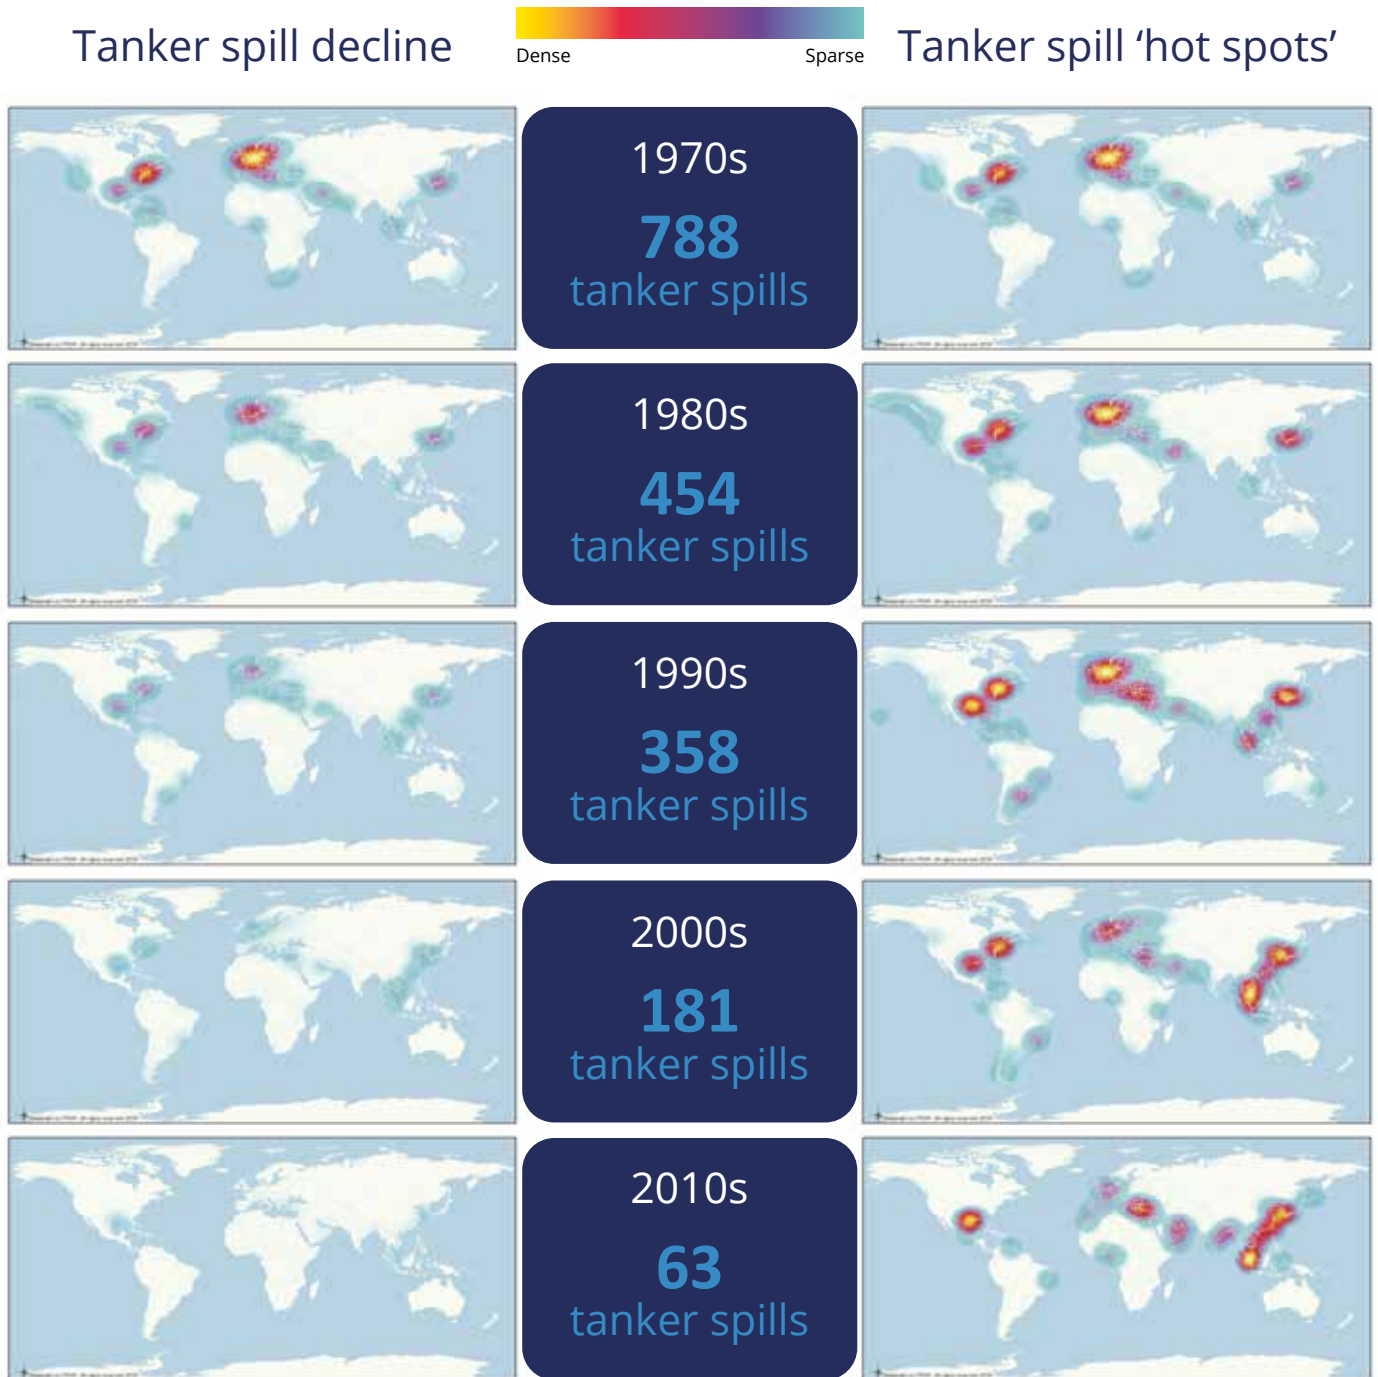 Tanker spill decline
Dense
Sparse
Tanker spill ‘hot spots’
1970s
788
tanker spills
1980s
454
tanker spills
1990s
358
tanker spills
2000s
181
tanker spills
2010s
63
tanker spills